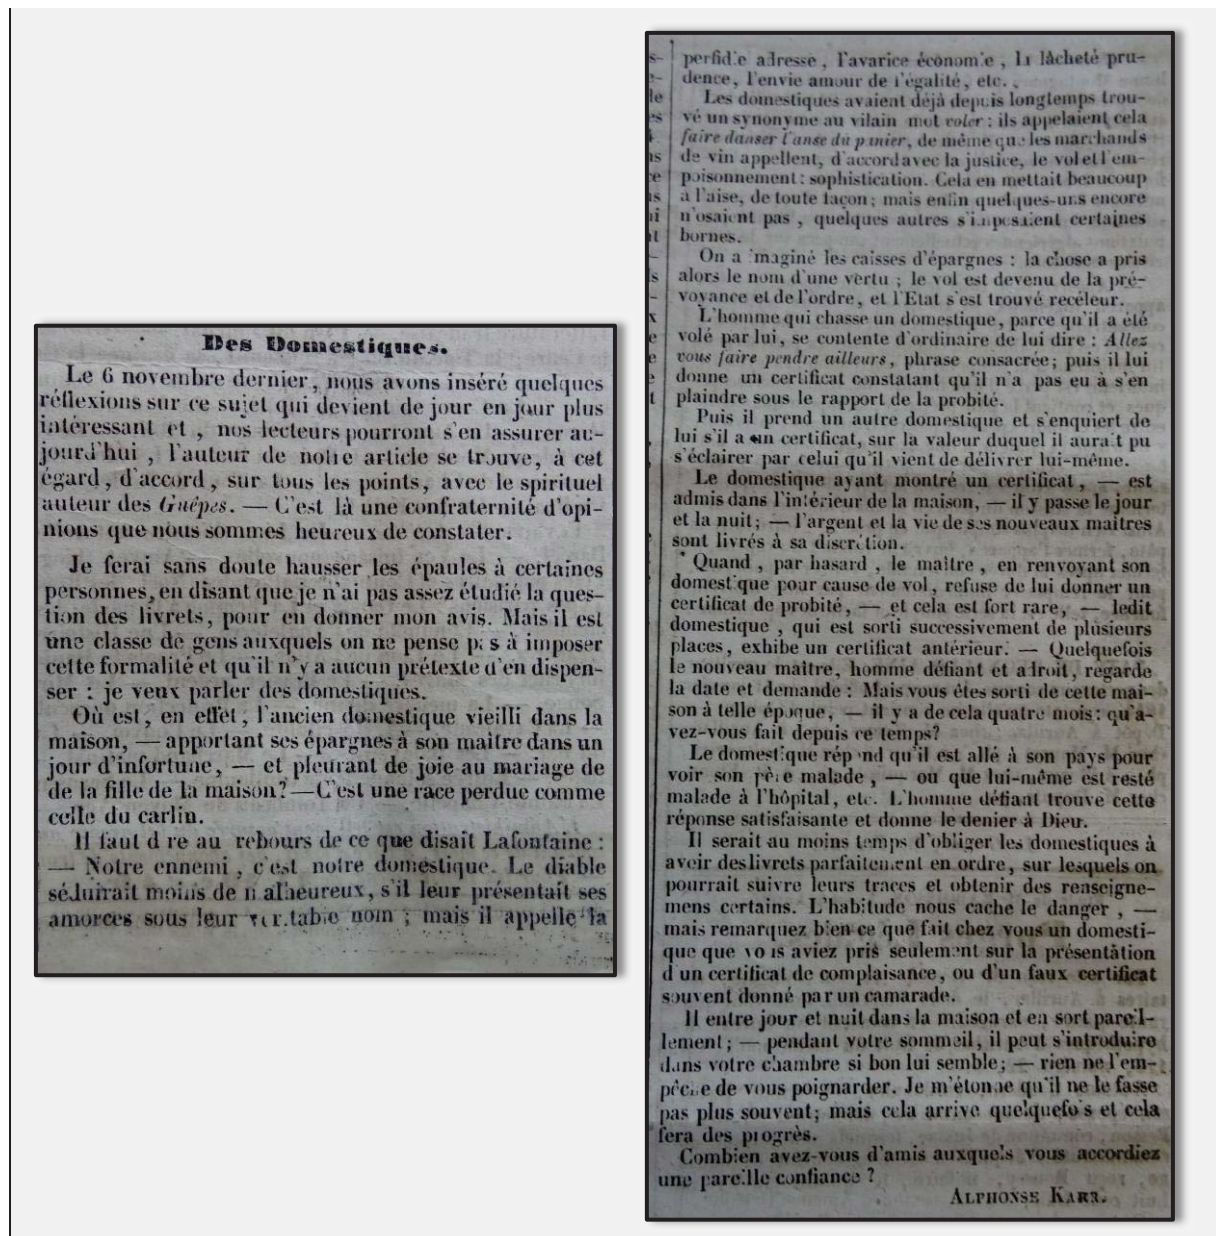 Des Domestiques.
Le 6 novembre dernier, nous avons inséré quelques
réflexions sur ce sujet qui devient de jour en jour plus
intéressant et , nos lecteurs pourront s'en assurer au-
jourd'hui , l'auteur de notre article se trouve, à cet
égard, d'accord, sur tous les points, avec le spirituel
auteur des Guêpes. — C'est là une confraternité d'opi-
nions que nous sommes heureux de constater.
Je ferai sans doute hausser les épaules à certaines
personnes, en disant que je n'ai pas assez étudié la ques-
tion des livrets, pour en donner mon avis. Mais il est
une classe de gens auxquels on ne pense pas à imposer
cette formalité et qu'il n'y a aucun prétexte d'en dispen-
ser : je veux parler des domestiques.
Où est, en effet, l'ancien domestique vieilli dans la
maison, — apportant ses épargnes à son maître dans un
jour d'infortune, — et pleurant de joie au mariage de
de la fille de la maison? — C'est une race perdue comme
celle du carlin.
Il faut d re au rebours de ce que disait Lafontaine :
— Notre ennemi, c'est notre domestique. Le diable
séduirait moins de malheureux, s'il leur présentait ses
amorces sous leur véritable nom ; mais il appelle la
perfidie adresse, l'avarice économie, la lâcheté pru-
dence, l'envie amour de l'égalité, etc.
Les domestiques avaient déjà depuis longtemps trou-
vé un synonyme au vilain mot voler : ils appelaient cela
faire danser l'anse du panier, de même que les marchands
de vin appellent, d'accord avec la justice, le vol et l'em-
poisonnement : sophistication. Cela en mettait beaucoup
à l'aise, de toute façon ; mais enfin quelques-uns encore
n'osaient pas , quelques autres s'imposaient certaines
bornes.
On a imaginé les caisses d'épargnes : la chose a pris
alors le nom d'une vertu ; le vol est devenu de la pré-
voyance et de l'ordre, et l'Etat s'est trouvé recéleur.
L'homme qui chasse un domestique, parce qu'il a été
volé par lui, se contente d'ordinaire de lui dire : Allez
vous faire pendre ailleurs, phrase consacrée; puis il lui
donne un certificat constatant qu'il n'a pas eu à s'en
plaindre sous le rapport de la probité.
Puis il prend un autre domestique et s'enquiert de
lui s'il a un certificat, sur la valeur duquel il aurait pu
s'éclairer par celui qu'il vient de délivrer lui-même.
Le domestique ayant montré un certificat, — est
admis dans l'intérieur de la maison, — il y passe le jour
et la nuit; — l'argent et la vie de ses nouveaux maîtres
sont livrés à sa discrétion.
Quand , par hasard , le maître , en renvoyant son
domestique pour cause de vol, refuse de lui donner un
certificat de probité, — et cela est fort rare, — ledit
domestique , qui est sorti successivement de plusieurs
places, exhibe un certificat antérieur. — Quelquefois
le nouveau maître, homme défiant et adroit, regarde
la date et demande : Mais vous êtes sorti de cette mai-
son à telle époque, — il y a de cela quatre mois: qu'a-
vez-vous fait depuis ce temps?
Le domestique répond qu'il est allé à son pays pour
voir son père malade , — ou que lui-même est resté
malade à l'hôpital, etc. L'homme défiant trouve cette
réponse satisfaisante et donne le denier à Dieu.
Il serait au moins temps d'obliger les domestiques à
avoir des livrets parfaitement en ordre, sur lesquels on
pourrait suivre leurs traces et obtenir des renseigne-
mens certains. L'habitude nous cache le danger , —
mais remarquez bien ce que fait chez vous un domesti-
que que vous aviez pris seulement sur la présentation
d'un certificat de complaisance, ou d'un faux certificat
souvent donné par un camarade.
Il entre jour et nuit dans la maison et en sort pareil-
lement; — pendant votre sommeil, il peut s'introduire
dans votre chambre si bon lui semble; — rien ne l'em-
pêche de vous poignarder. Je m'étonne qu'il ne le fasse
pas plus souvent; mais cela arrive quelquefois et cela
fera des progrès.
Combien avez-vous d'amis auxquels vous accordiez
une pareille confiance ?
ALPHONSE KARR.